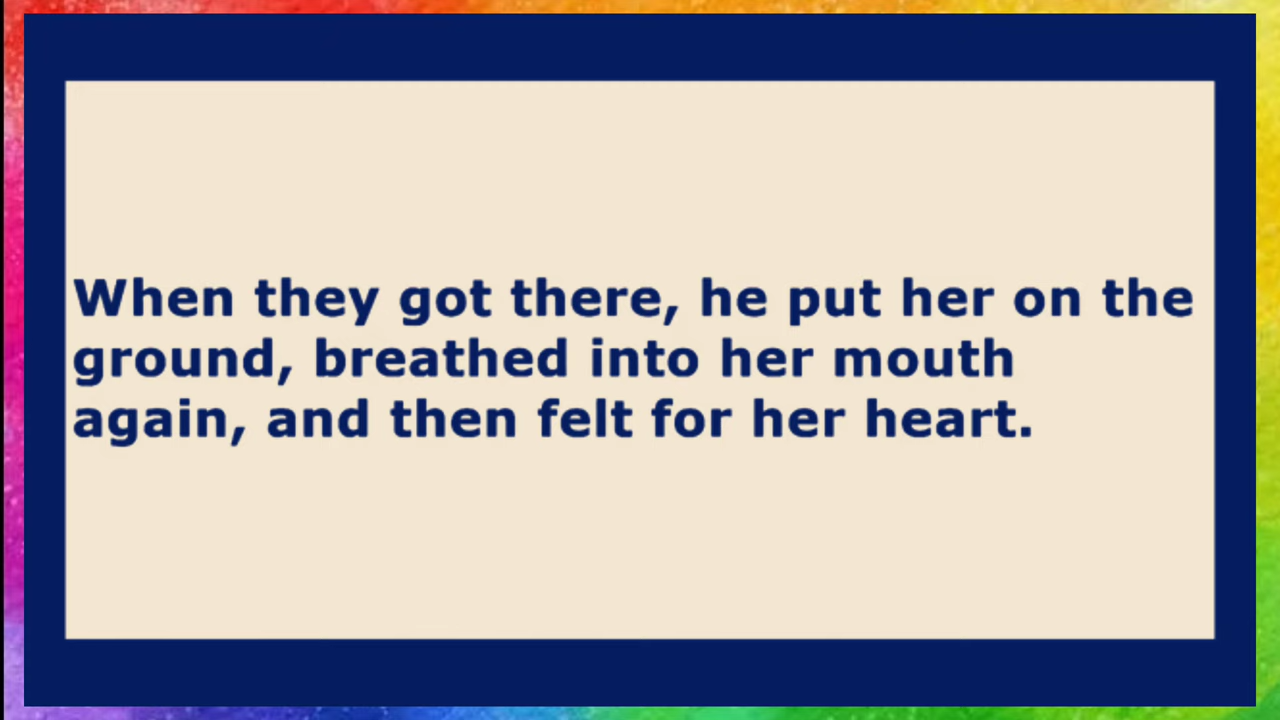 When they got there, he put her on the
ground, breathed into her mouth
again, and then felt for her heart.